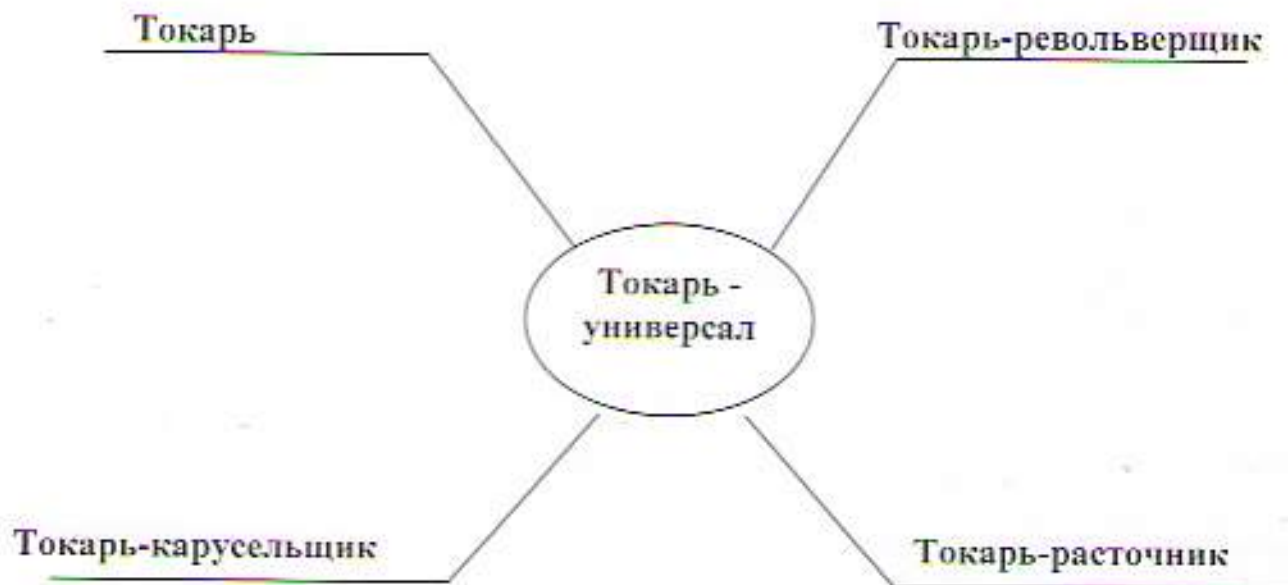 Токарь
Токарь-револьверщик
Токарь -
универсал
Токарь-карусельщик
Токарь-расточник